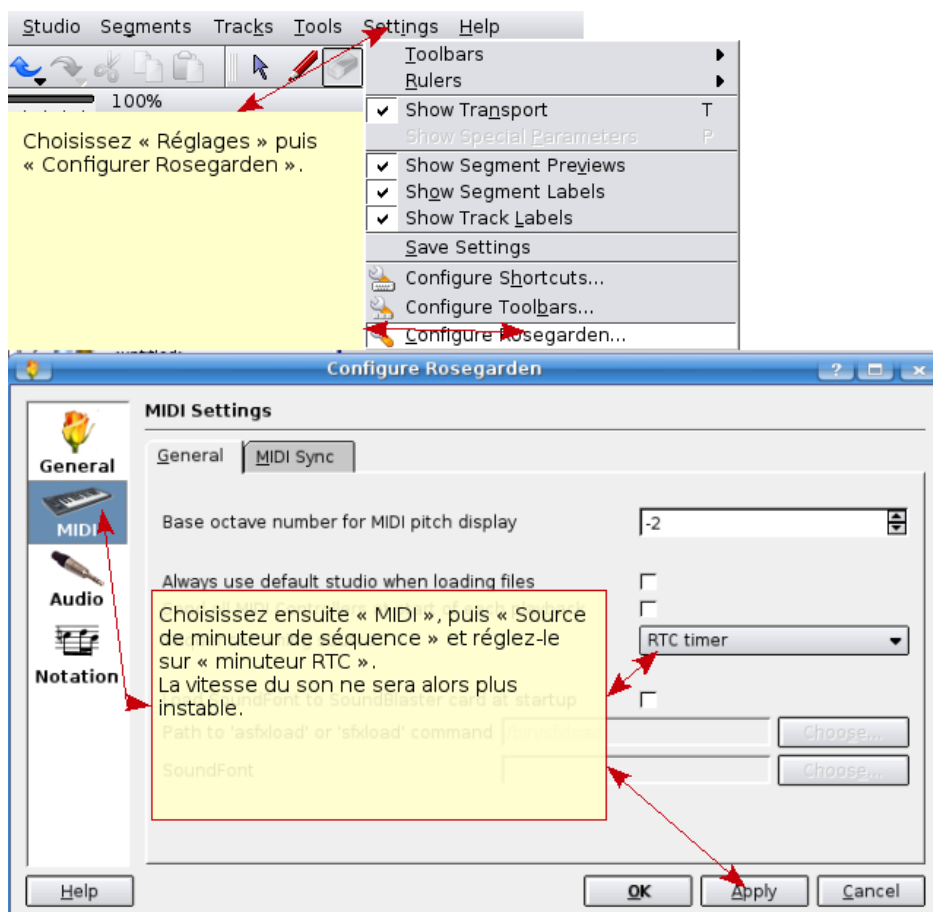 Studio Segments Tracks Tools Settings Help
100%
Choisissez « Réglages » puis
« Configurer Rosegarden ».
Toolbars
Rulers
Show Transport T
Show Special Parameters P
Show Segment Previews
Show Segment Labels
Show Track Labels
Save Settings
Configure Shortcuts...
Configure Toolbars...
Configure Rosegarden...
Configure Rosegarden
General
MIDI
Audio
Notation
MIDI Settings
General MIDI Sync
Base octave number for MIDI pitch display -2
Always use default studio when loading files
RTC timer
Choisissez ensuite « MIDI », puis « Source
de minuteur de séquence » et réglez-le
sur « minuteur RTC ».
La vitesse du son ne sera alors plus
instable.
SoundFont to SoundBlaster card at startup
Path to 'asfxload' or 'sfxload' command
Choose...
SoundFont
Choose...
Help OK Apply Cancel